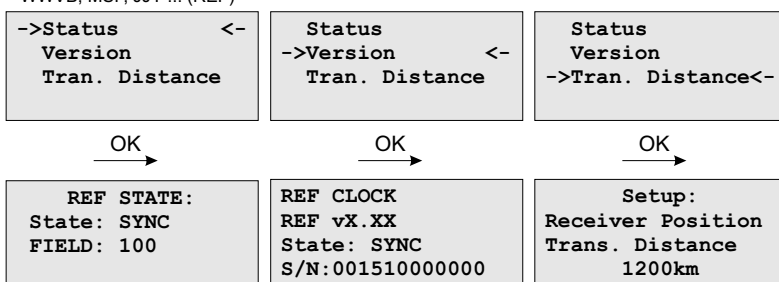 ->Status <-
Version
Tran. Distance
Status
->Version <-
Tran. Distance
Status
Version
->Tran. Distance<-
OK
OK
OK
REF STATE:
State: SYNC
FIELD: 100
REF CLOCK
REF vX.XX
State: SYNC
S/N:001510000000
Setup:
Receiver Position
Trans. Distance
1200km